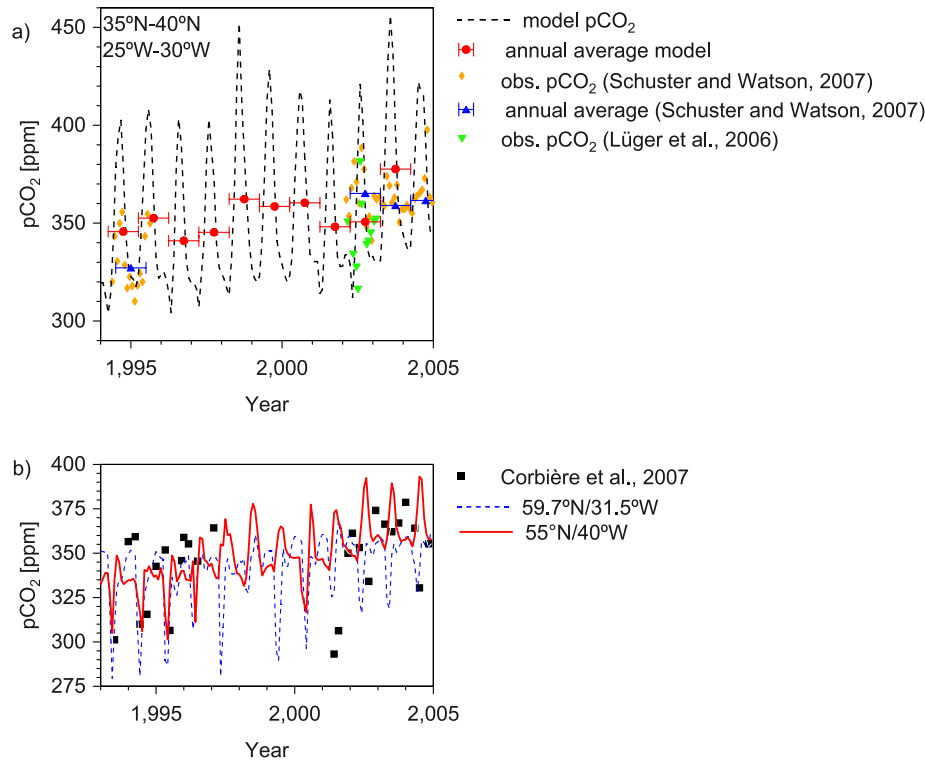 a)
35ºN-40ºN
25ºW-30ºW
450
400
350
300
pCO₂ [ppm]
1,995
2,000
2,005
Year
model pCO₂
annual average model
obs. pCO₂ (Schuster and Watson, 2007)
annual average (Schuster and Watson, 2007)
obs. pCO₂ (Lüger et al., 2006)
b)
400
375
350
325
300
275
pCO₂ [ppm]
1,995
2,000
2,005
Year
Corbière et al., 2007
59.7ºN/31.5ºW
55°N/40°W